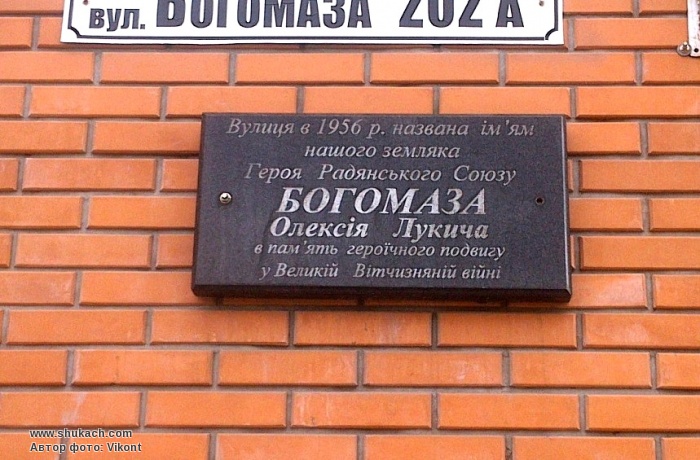 вул. БОГОМАЗА 202 А
Вулиця в 1956 р. названа ім'ям
нашого земляка
Героя Радянського Союзу
БОГОМАЗА
Олексія Лукича
в пам'ять героїчного подвигу
у Великій Вітчизняній війні
www.shukach.com
Автор фото: Vikont